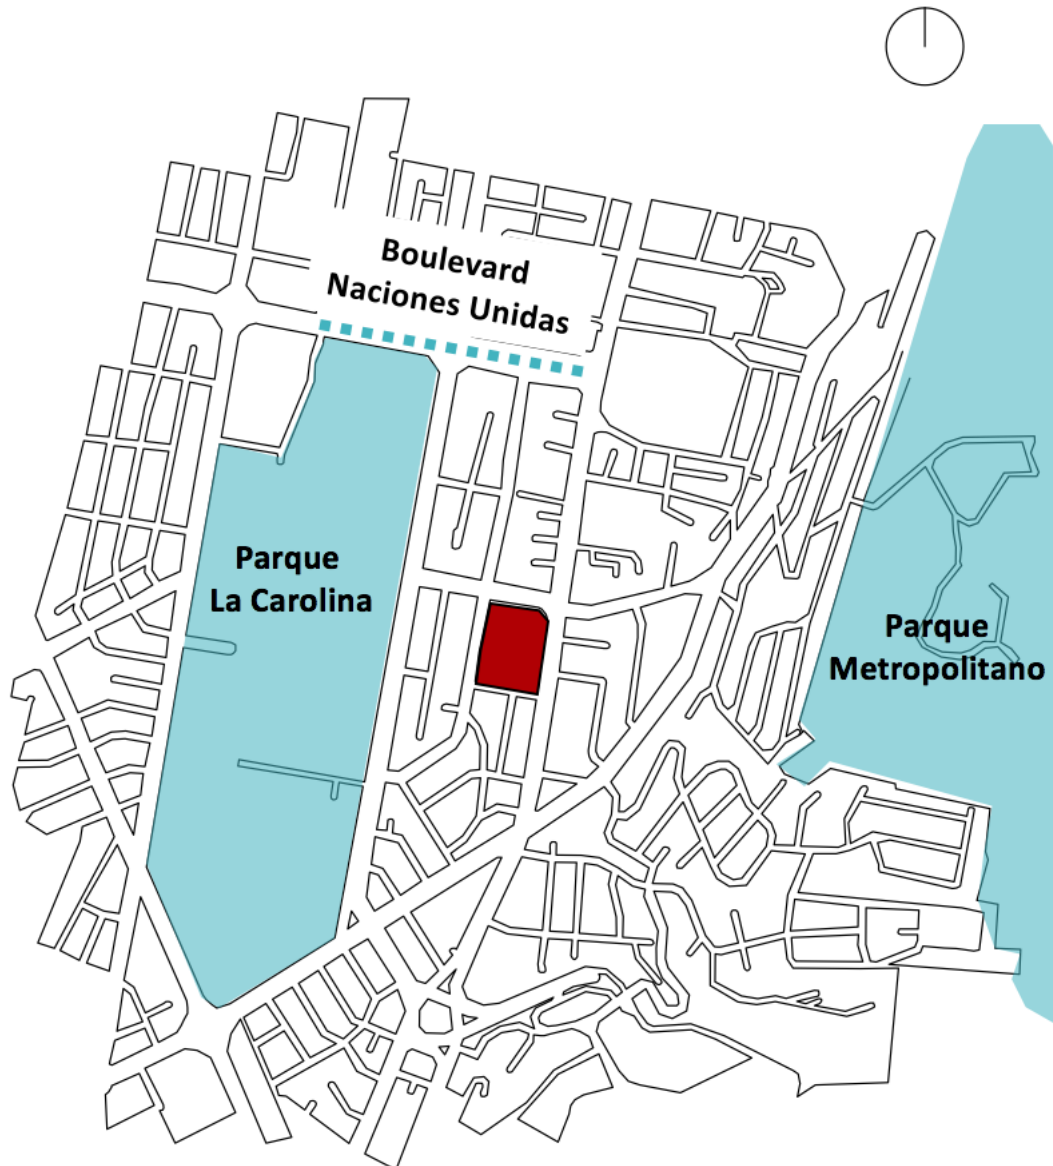 Boulevard
Naciones Unidas
Parque
La Carolina
Parque
Metropolitano